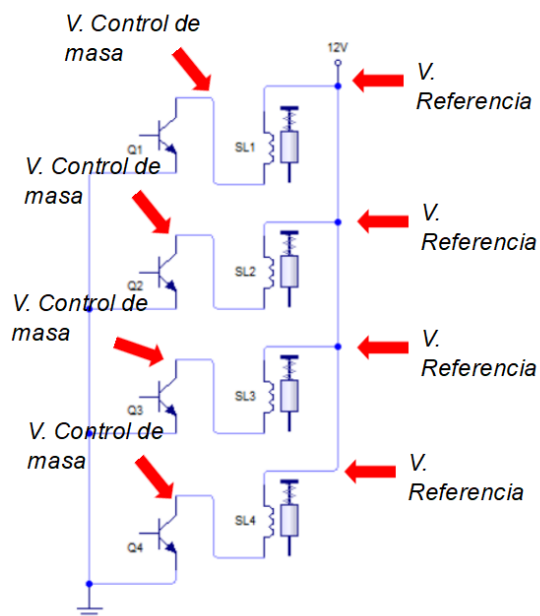 V. Control de
masa
12V
V.
Referencia
Q1
SL1
V. Control de
masa
V.
Referencia
Q2
SL2
V. Control de
masa
V.
Referencia
Q3
SL3
V. Control de
masa
V.
Referencia
Q4
SL4